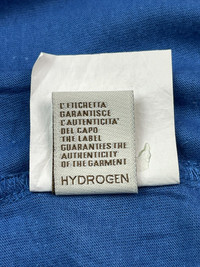 L'ETICHETTA
GARANTISCE
L'AUTENTICITA'
DEL CAPO
THE LABEL
GUARANTEES THE
AUTHENTICITY
OF THE GARMENT
HYDROGEN